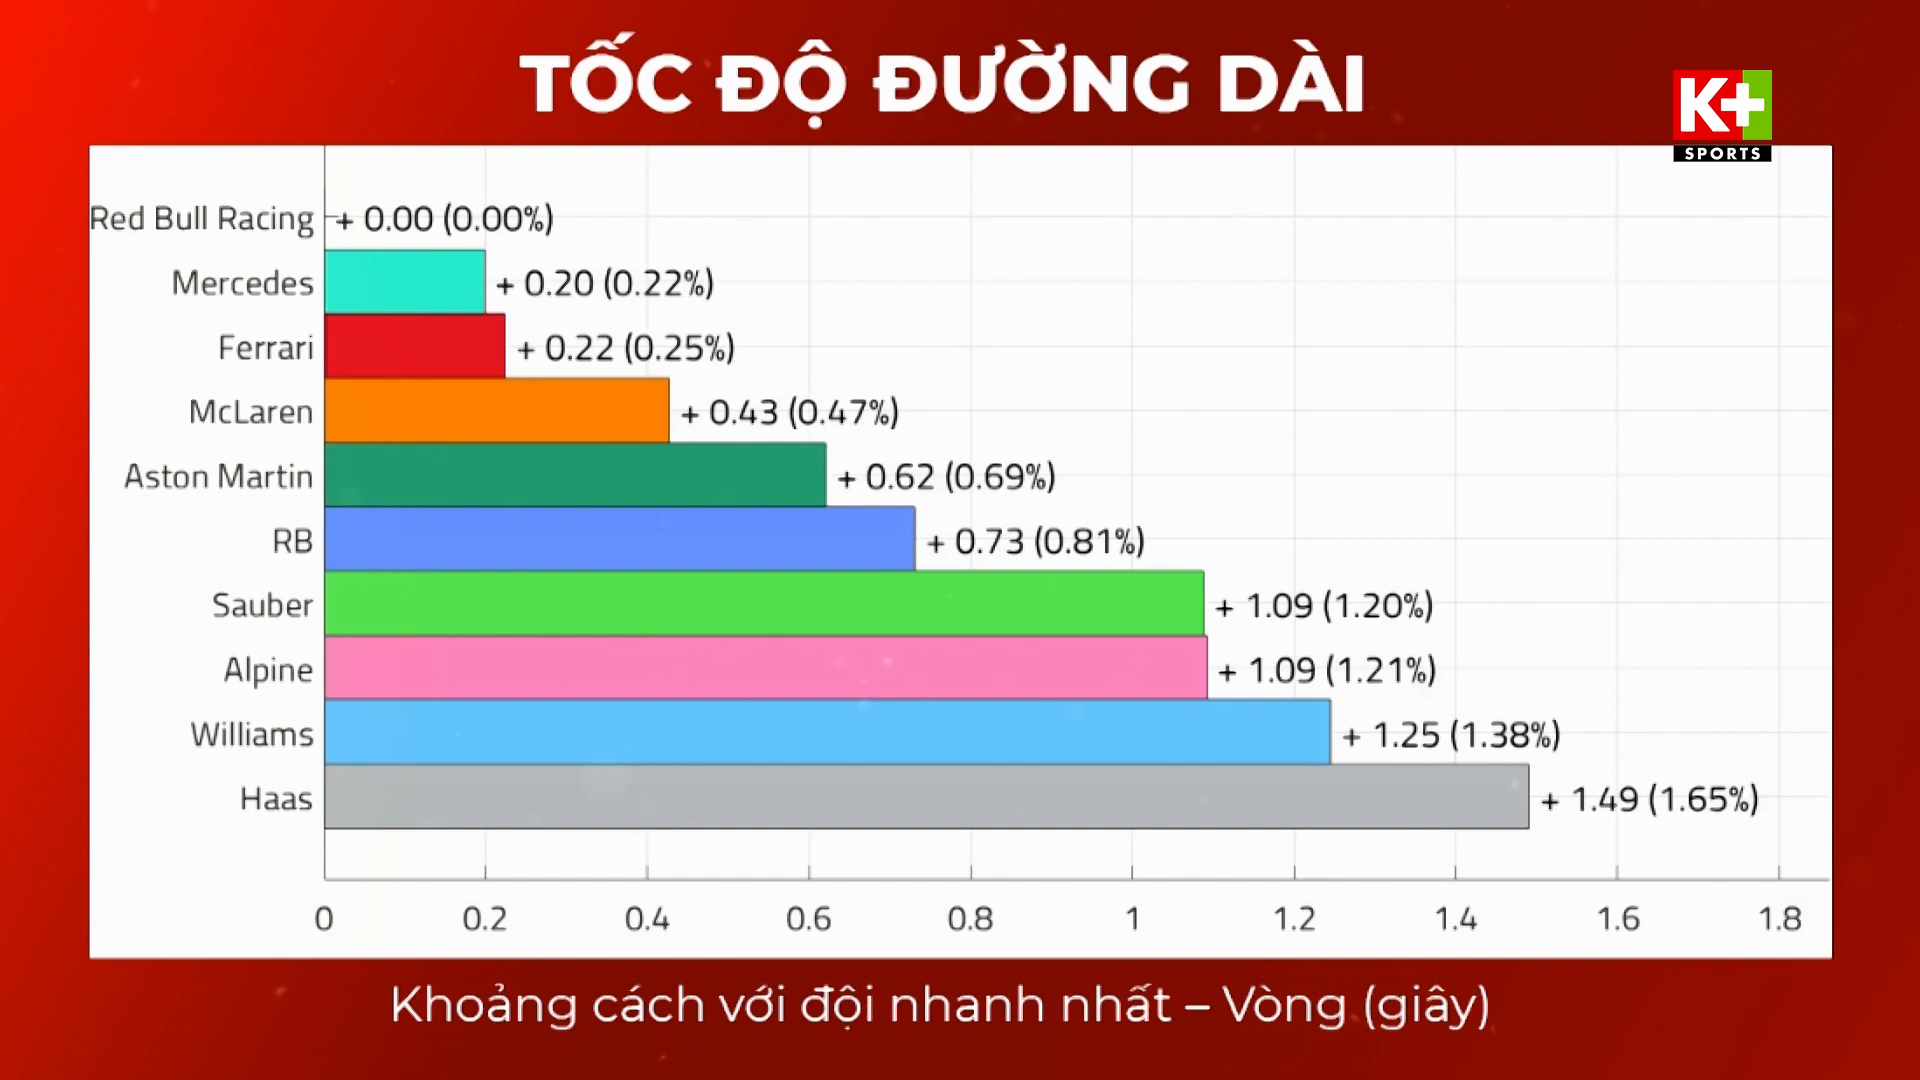 TỐC ĐỘ ĐƯỜNG DÀI
K+
SPORTS
Red Bull Racing + 0.00 (0.00%)
Mercedes + 0.20 (0.22%)
Ferrari + 0.22 (0.25%)
McLaren + 0.43 (0.47%)
Aston Martin + 0.62 (0.69%)
RB + 0.73 (0.81%)
Sauber + 1.09 (1.20%)
Alpine + 1.09 (1.21%)
Williams + 1.25 (1.38%)
Haas + 1.49 (1.65%)
0 0.2 0.4 0.6 0.8 1 1.2 1.4 1.6 1.8
Khoảng cách với đội nhanh nhất – Vòng (giây)